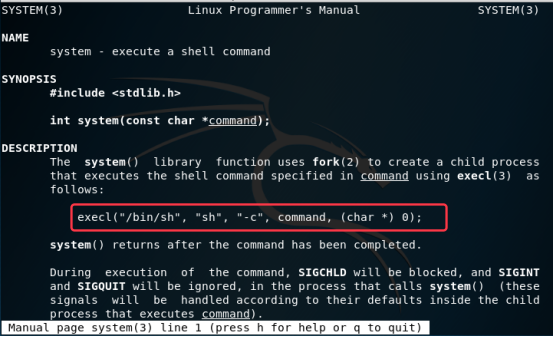 SYSTEM(3) Linux Programmer's Manual SYSTEM(3)
NAME
system - execute a shell command
SYNOPSIS
#include <stdlib.h>
int system(const char *command);
DESCRIPTION
The system() library function uses fork(2) to create a child process
that executes the shell command specified in command using execl(3) as
follows:
execl("/bin/sh", "sh", "-c", command, (char *) 0);
system() returns after the command has been completed.
During execution of the command, SIGCHLD will be blocked, and SIGINT
and SIGQUIT will be ignored, in the process that calls system() (these
signals will be handled according to their defaults inside the child
process that executes command).
Manual page system(3) line 1 (press h for help or q to quit)